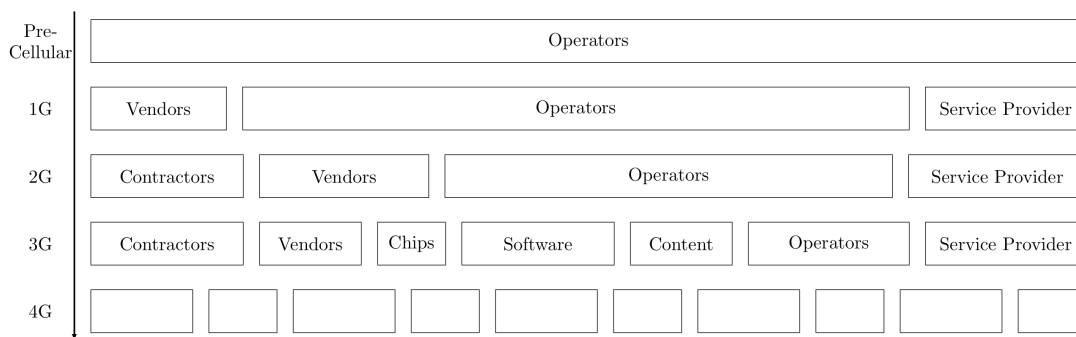 Pre-
Cellular
Operators
1G
Vendors
Operators
Service Provider
2G
Contractors
Vendors
Operators
Service Provider
3G
Contractors
Vendors
Chips
Software
Content
Operators
Service Provider
4G